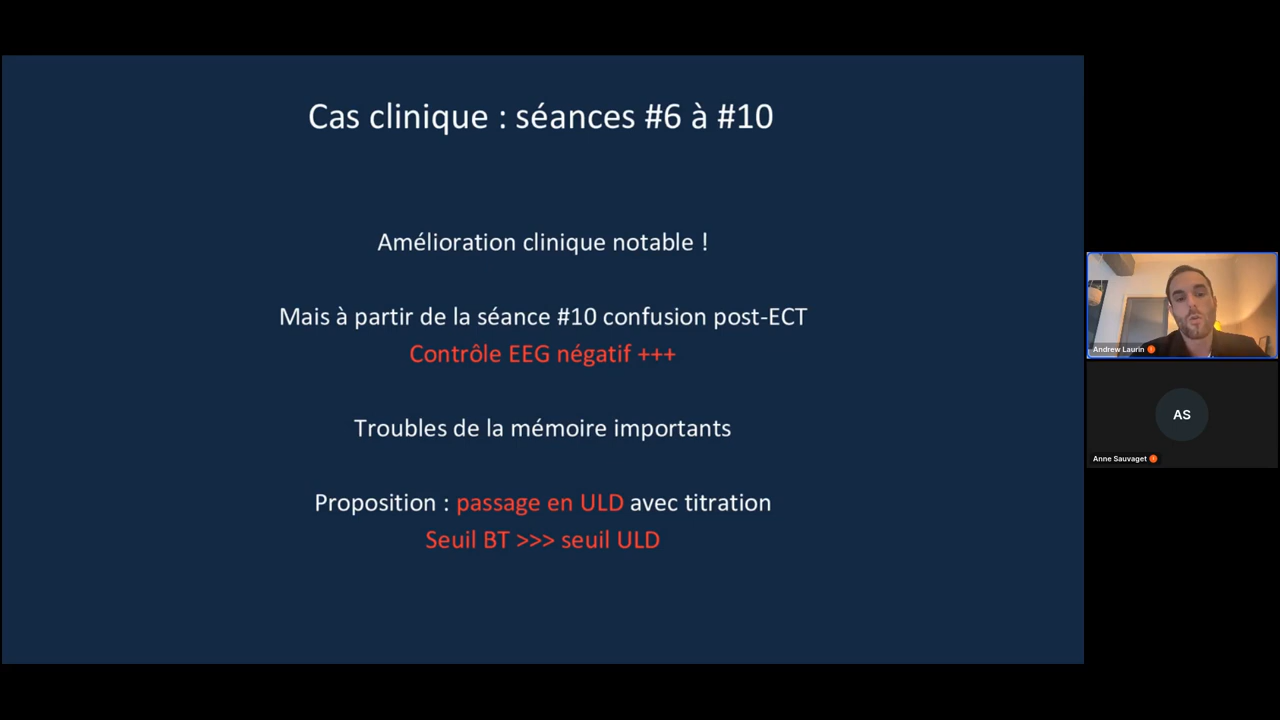 Cas clinique : séances #6 à #10
Amélioration clinique notable !
Mais à partir de la séance #10 confusion post-ECT
Contrôle EEG négatif +++
Troubles de la mémoire importants
Proposition : passage en ULD avec titration
Seuil BT >>> seuil ULD
Andrew Laurin
AS
Anne Sauvaget